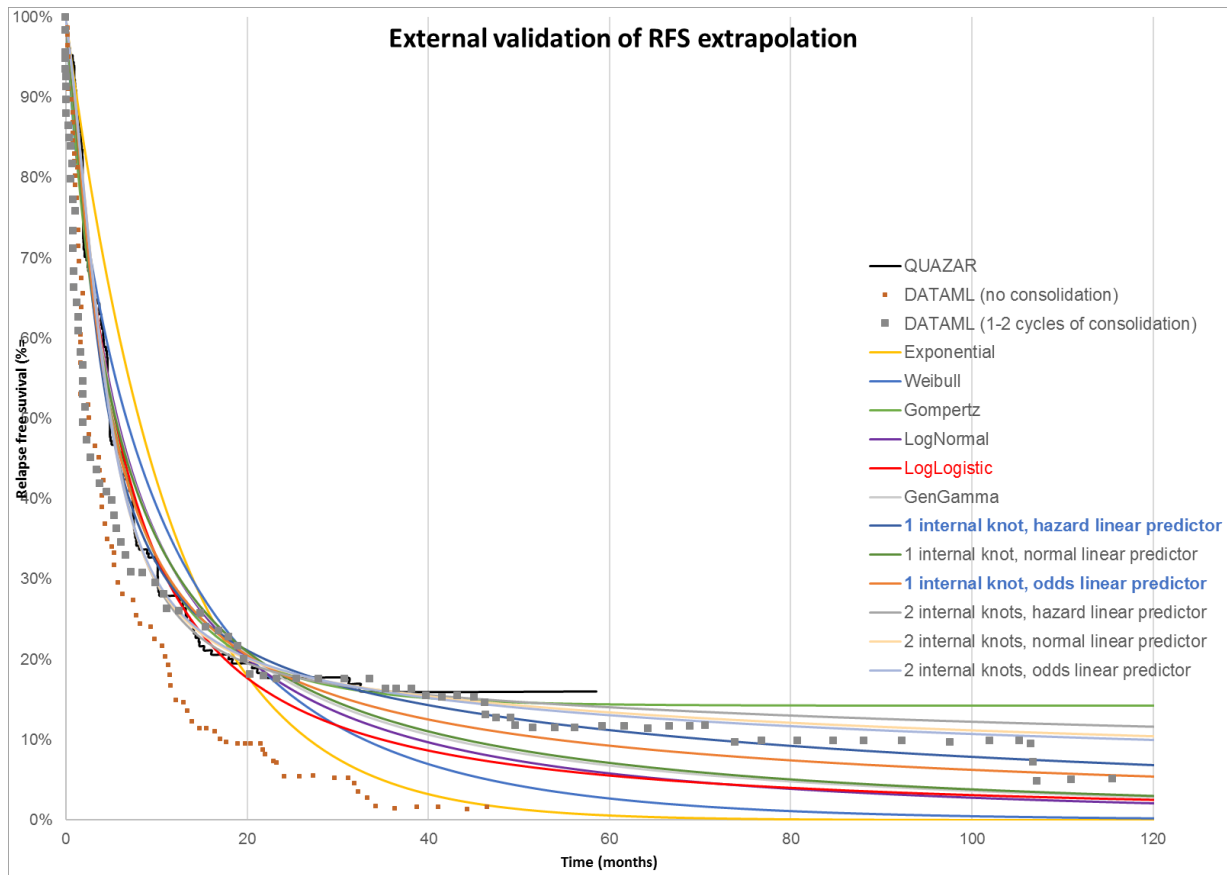 External validation of RFS extrapolation
100%
90%
80%
70%
60%
50%
40%
30%
20%
10%
0%
Relapse free suvival (%=
QUAZAR
DATAML (no consolidation)
DATAML (1-2 cycles of consolidation)
Exponential
Weibull
Gompertz
LogNormal
LogLogistic
GenGamma
1 internal knot, hazard linear predictor
1 internal knot, normal linear predictor
1 internal knot, odds linear predictor
2 internal knots, hazard linear predictor
2 internal knots, normal linear predictor
2 internal knots, odds linear predictor
0 20 40 60 80 100 120
Time (months)